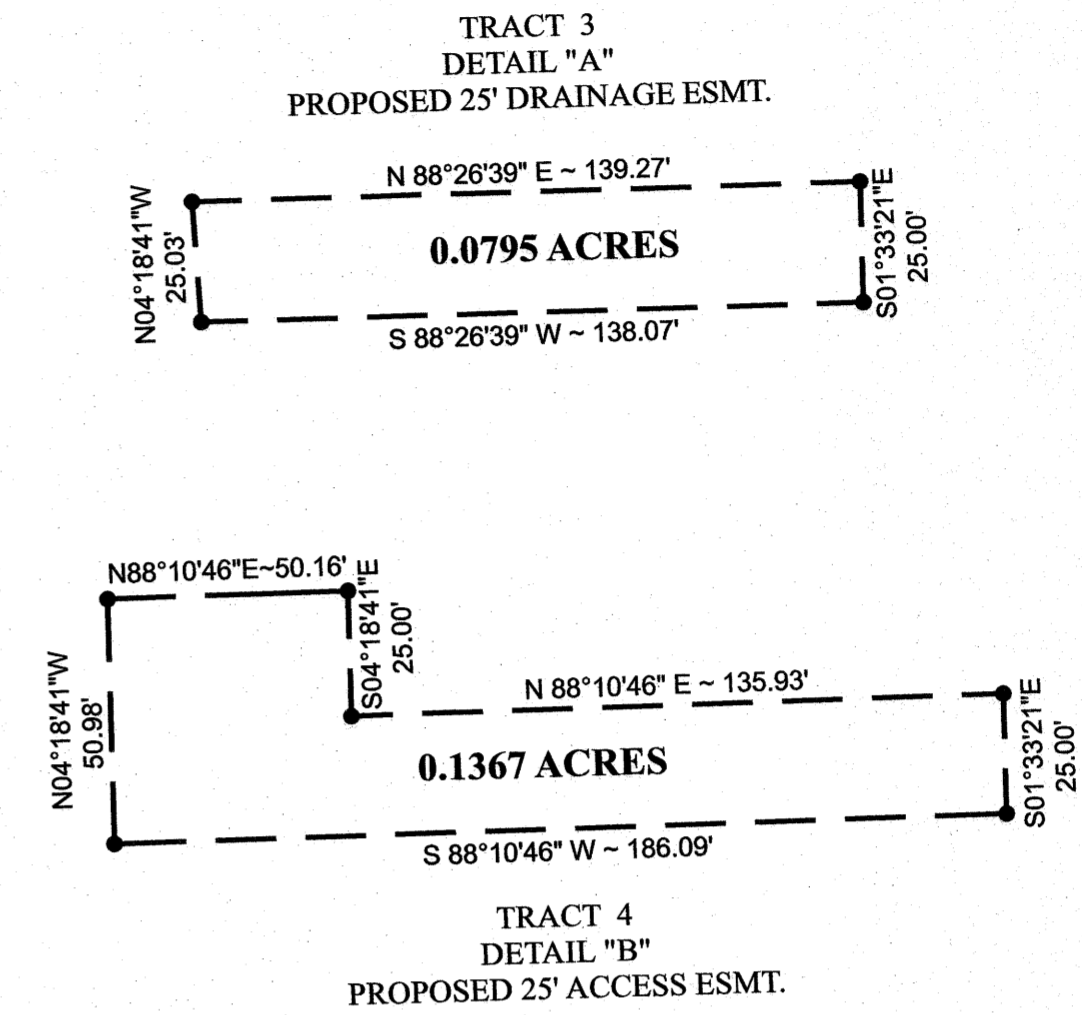 TRACT 3
DETAIL "A"
PROPOSED 25' DRAINAGE ESMT.
N 88°26'39" E ~ 139.27'
N04°18'41"W
25.03'
0.0795 ACRES
S01°33'21"E
25.00'
S 88°26'39" W ~ 138.07'
N88°10'46"E~50.16'
S04°18'41"E
25.00'
N04°18'41"W
50.98'
N 88°10'46" E ~ 135.93'
0.1367 ACRES
S01°33'21"E
25.00'
S 88°10'46" W ~ 186.09'
TRACT 4
DETAIL "B"
PROPOSED 25' ACCESS ESMT.